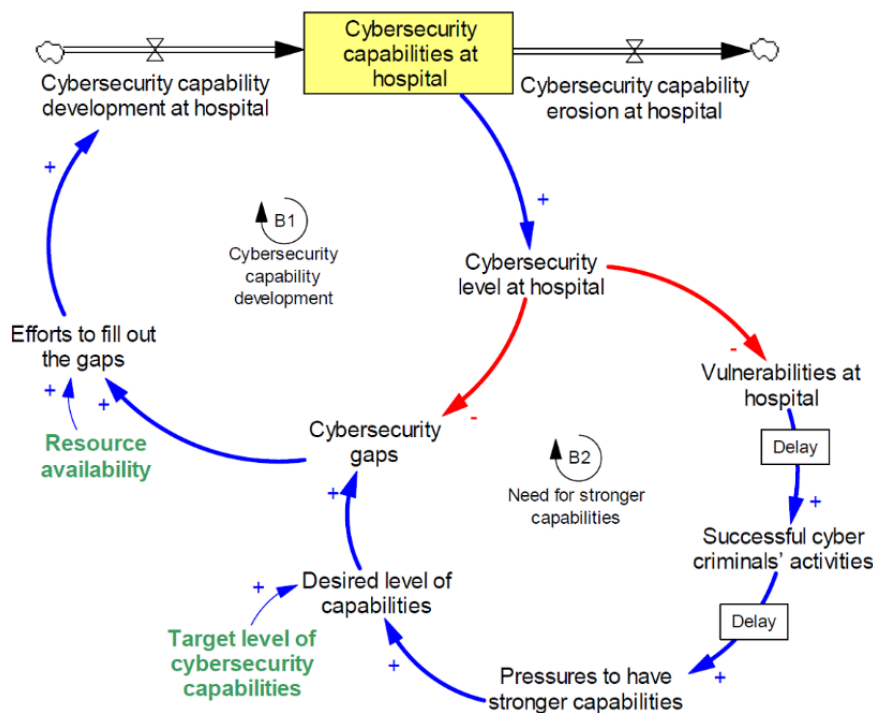 Cybersecurity
capabilities at
hospital
Cybersecurity capability
development at hospital
Cybersecurity capability
erosion at hospital
+
+
B1
Cybersecurity
capability
development
Cybersecurity
level at hospital
Efforts to fill out
the gaps
-
Vulnerabilities at
hospital
+
+
-
Resource
availability
Cybersecurity
gaps
B2
Need for stronger
capabilities
Delay
+
+
Successful cyber
criminals’ activities
Desired level of
capabilities
+
Target level of
cybersecurity
capabilities
Delay
+
+
Pressures to have
stronger capabilities